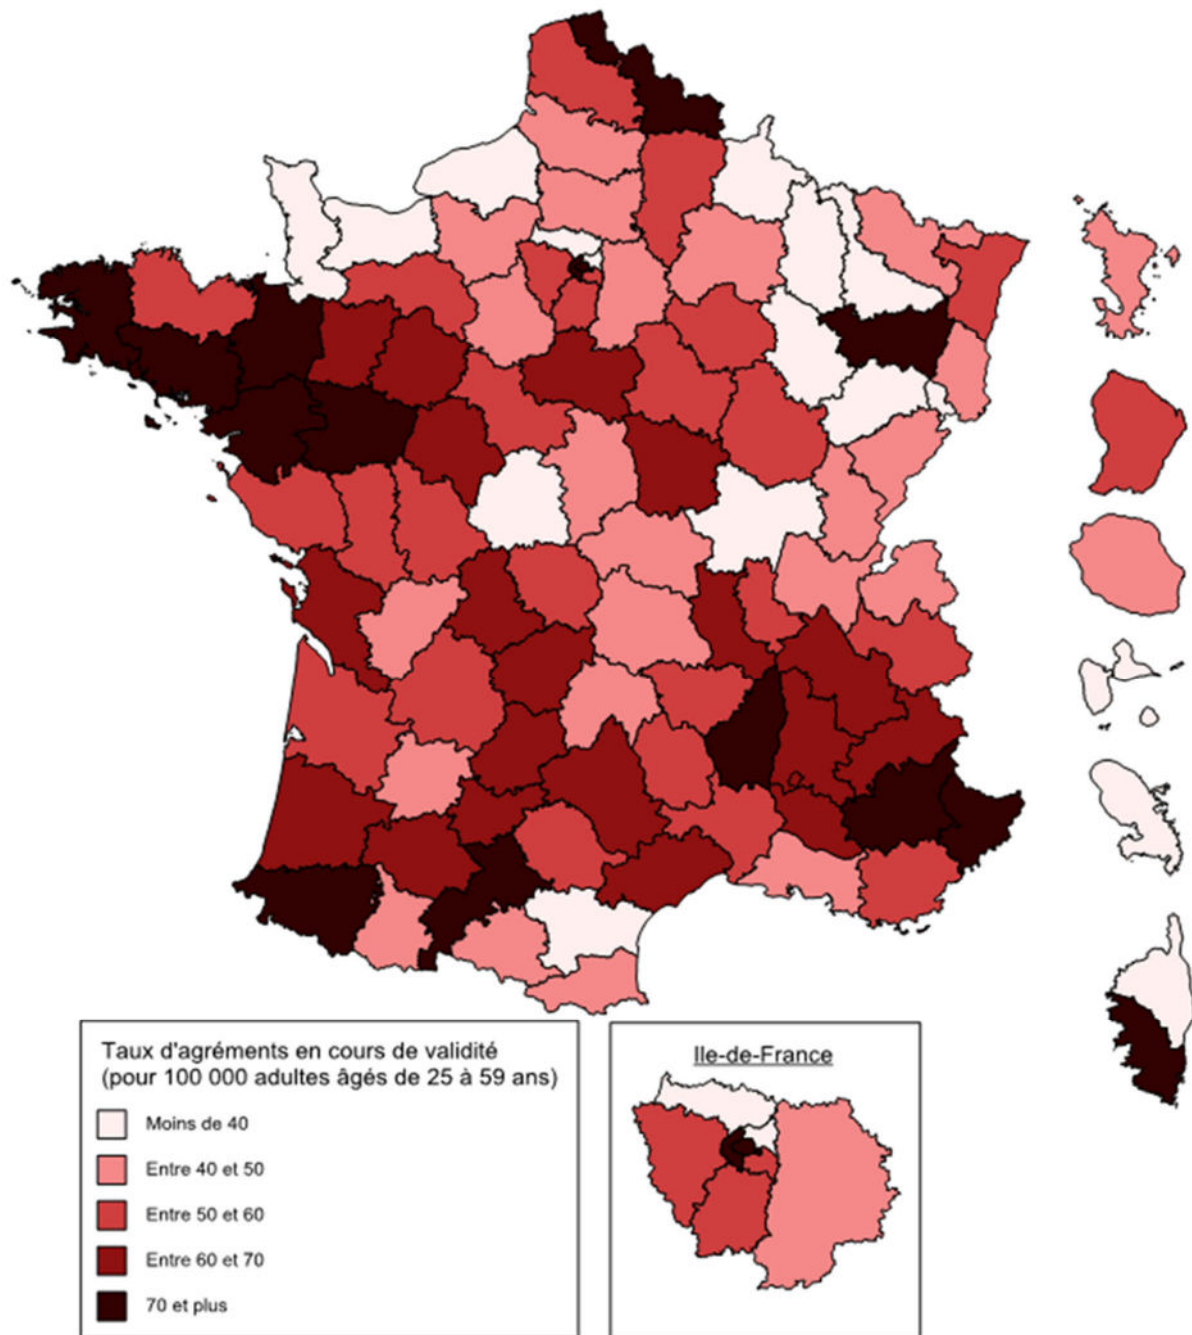 Taux d'agréments en cours de validité
(pour 100 000 adultes âgés de 25 à 59 ans)
Moins de 40
Entre 40 et 50
Entre 50 et 60
Entre 60 et 70
70 et plus
Ile-de-France